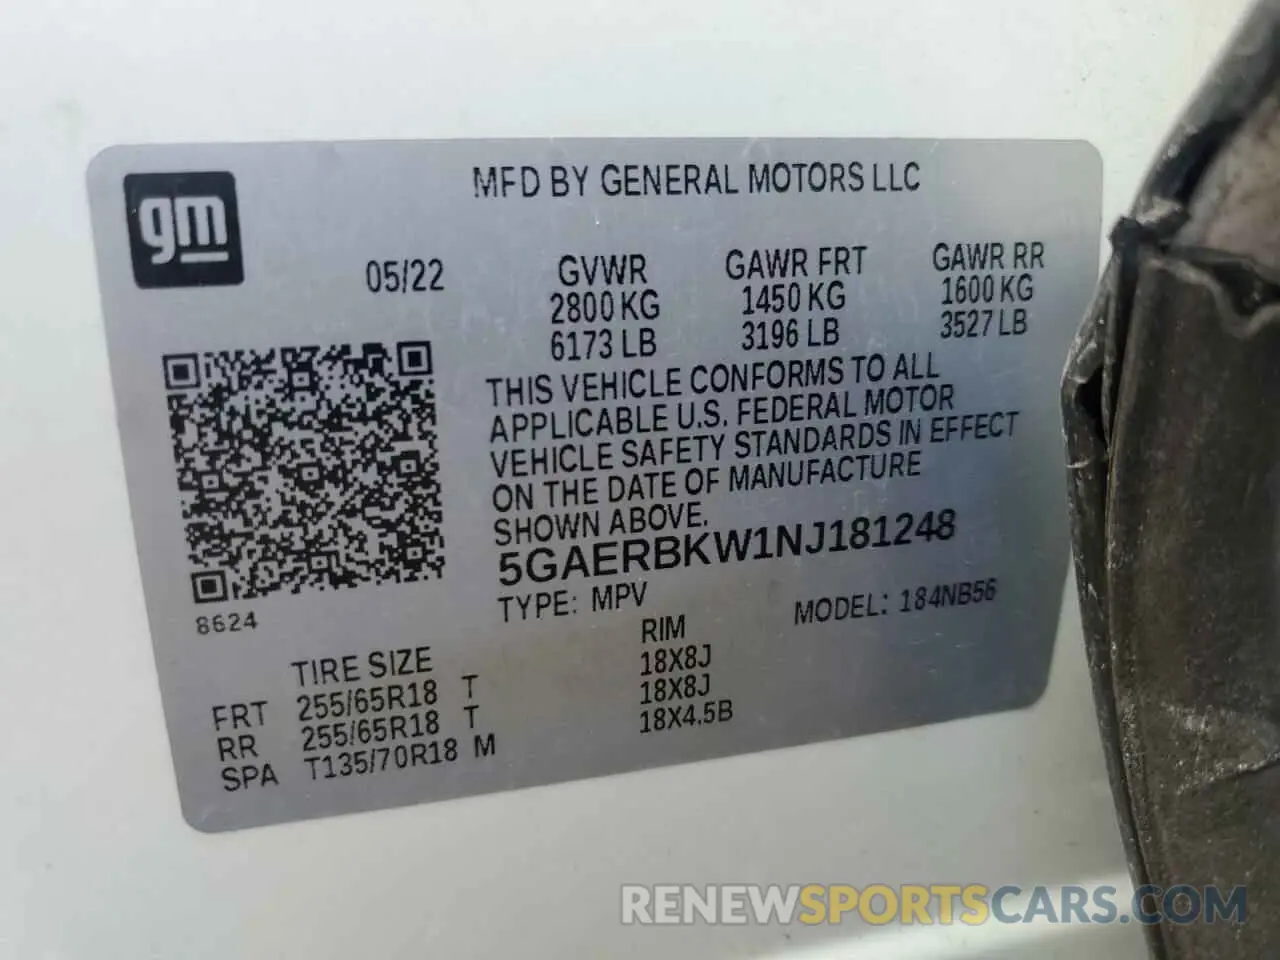 gm
MFD BY GENERAL MOTORS LLC
05/22
GVWR GAWR FRT GAWR RR
2800 KG 1450 KG 1600 KG
6173 LB 3196 LB 3527 LB
THIS VEHICLE CONFORMS TO ALL
APPLICABLE U.S. FEDERAL MOTOR
VEHICLE SAFETY STANDARDS IN EFFECT
ON THE DATE OF MANUFACTURE
SHOWN ABOVE.
5GAERBKW1NJ181248
TYPE: MPV MODEL: 184NB56
8624
TIRE SIZE RIM
FRT 255/65R18 T 18X8J
RR 255/65R18 T 18X8J
SPA T135/70R18 M 18X4.5B
RENEWSPORTSCARS.COM